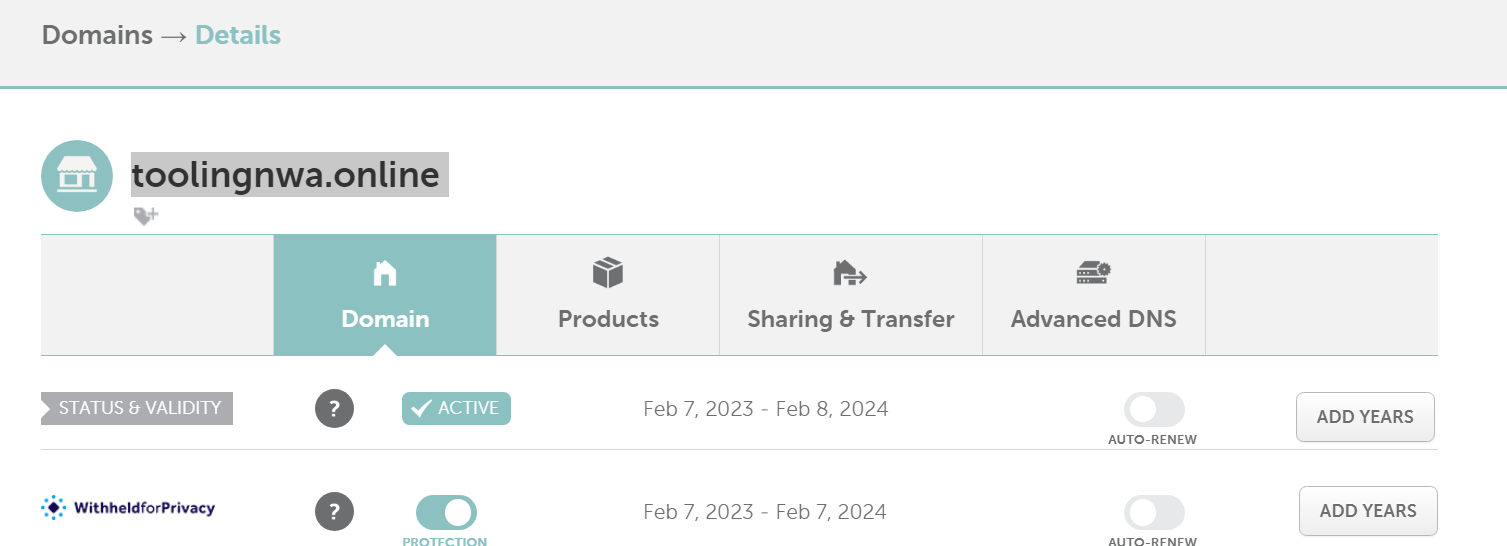 Domains → Details
toolingnwa.online
Domain
Products
Sharing & Transfer
Advanced DNS
STATUS & VALIDITY
?
ACTIVE
Feb 7, 2023 - Feb 8, 2024
AUTO-RENEW
ADD YEARS
WithheldforPrivacy
?
PROTECTION
Feb 7, 2023 - Feb 7, 2024
AUTO-RENEW
ADD YEARS